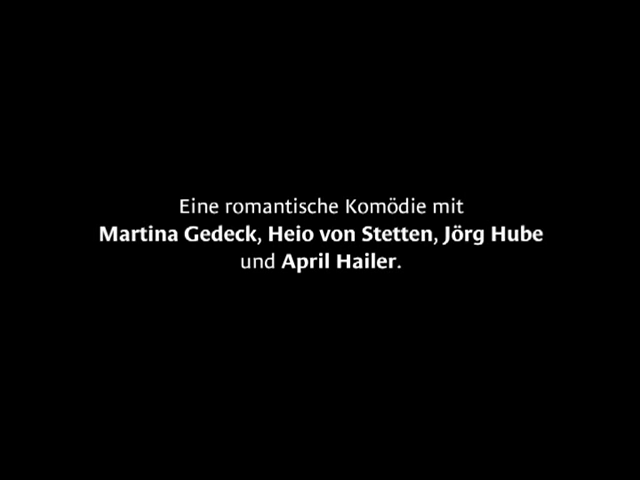 Eine romantische Komödie mit
Martina Gedeck, Heio von Stetten, Jörg Hube
und April Hailer.